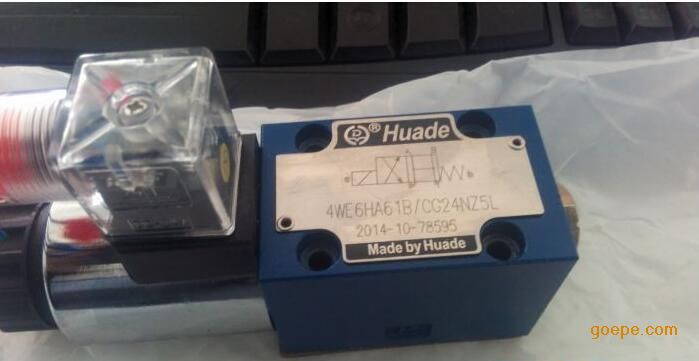 ® Huade
4WE6HA61B/CG24NZ5L
2014-10-78595
Made by Huade
goepe.com